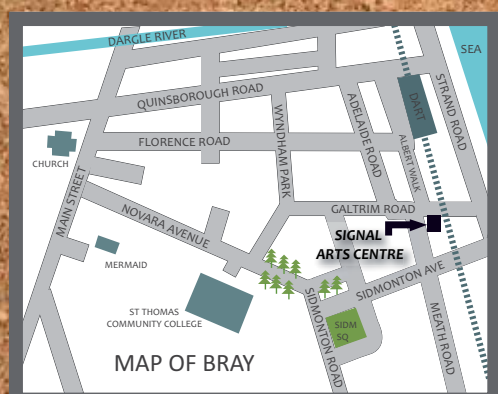 DARGLE RIVER
SEA
QUINSBOROUGH ROAD
DART
STRAND ROAD
WYNDHAM PARK
ADELAIDE ROAD
ALBERT WALK
FLORENCE ROAD
CHURCH
MAIN STREET
NOVARA AVENUE
GALTRIM ROAD
SIGNAL
ARTS CENTRE
MERMAID
SIDMONTON AVE
ST THOMAS
COMMUNITY COLLEGE
SIDMONTON ROAD
SIDM
SQ
MEATH ROAD
MAP OF BRAY